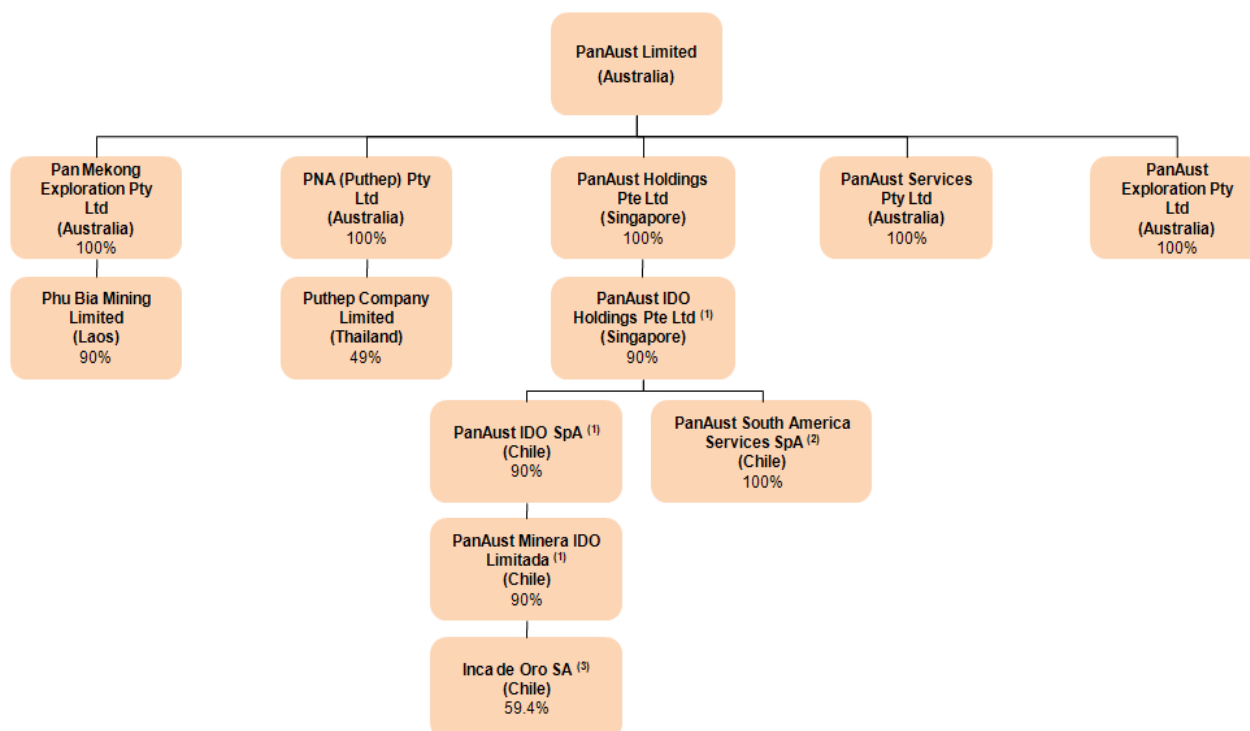 PanAust Limited
(Australia)
Pan Mekong
Exploration Pty
Ltd
(Australia)
100%
PNA (Puthep) Pty
Ltd
(Australia)
100%
PanAust Holdings
Pte Ltd
(Singapore)
100%
PanAust Services
Pty Ltd
(Australia)
100%
PanAust
Exploration Pty
Ltd
(Australia)
100%
Phu Bia Mining
Limited
(Laos)
90%
Puthep Company
Limited
(Thailand)
49%
PanAust IDO
Holdings Pte Ltd (1)
(Singapore)
90%
PanAust IDO SpA (1)
(Chile)
90%
PanAust South America
Services SpA (2)
(Chile)
100%
PanAust Minera IDO
Limitada (1)
(Chile)
90%
Inca de Oro SA (3)
(Chile)
59.4%